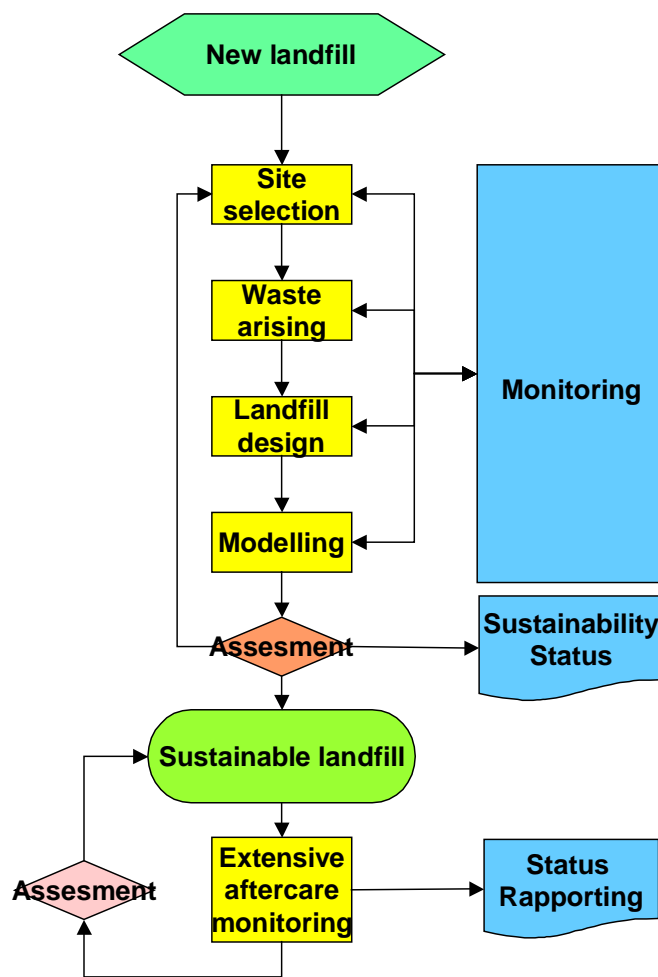 New landfill
Site
selection
Waste
arising
Landfill
design
Monitoring
Modelling
Assesment
Sustainability
Status
Sustainable landfill
Extensive
aftercare
monitoring
Assesment
Status
Rapporting